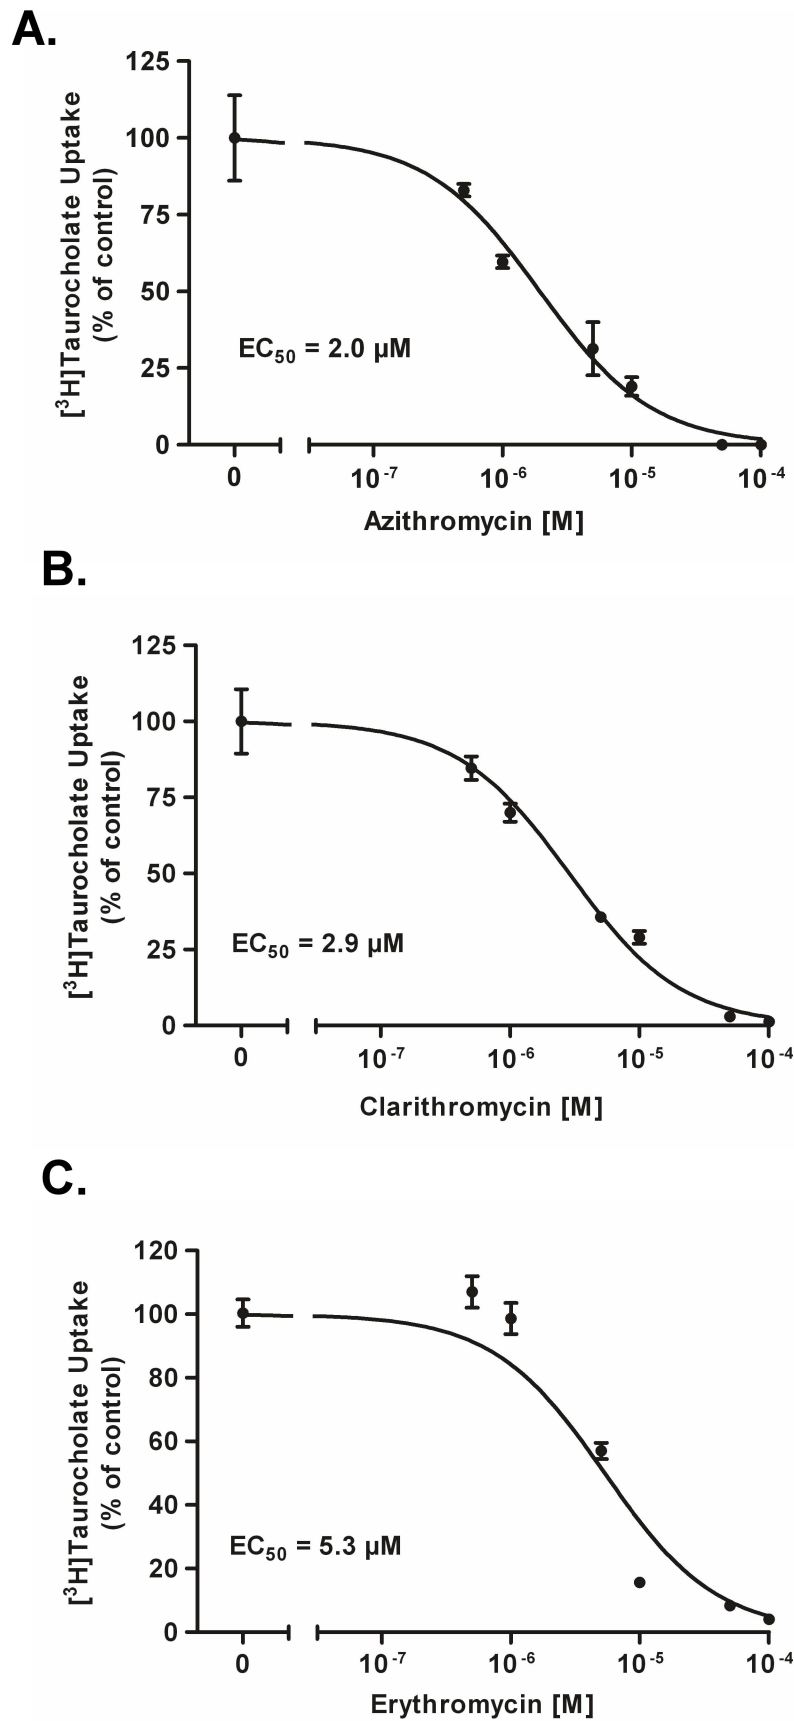 A.
[³H]Taurocholate Uptake
(% of control)
125
100
75
50
25
0
EC₅₀ = 2.0 µM
0 10⁻⁷ 10⁻⁶ 10⁻⁵ 10⁻⁴
Azithromycin [M]
B.
[³H]Taurocholate Uptake
(% of control)
125
100
75
50
25
0
EC₅₀ = 2.9 µM
0 10⁻⁷ 10⁻⁶ 10⁻⁵ 10⁻⁴
Clarithromycin [M]
C.
[³H]Taurocholate Uptake
(% of control)
120
100
80
60
40
20
0
EC₅₀ = 5.3 µM
0 10⁻⁷ 10⁻⁶ 10⁻⁵ 10⁻⁴
Erythromycin [M]